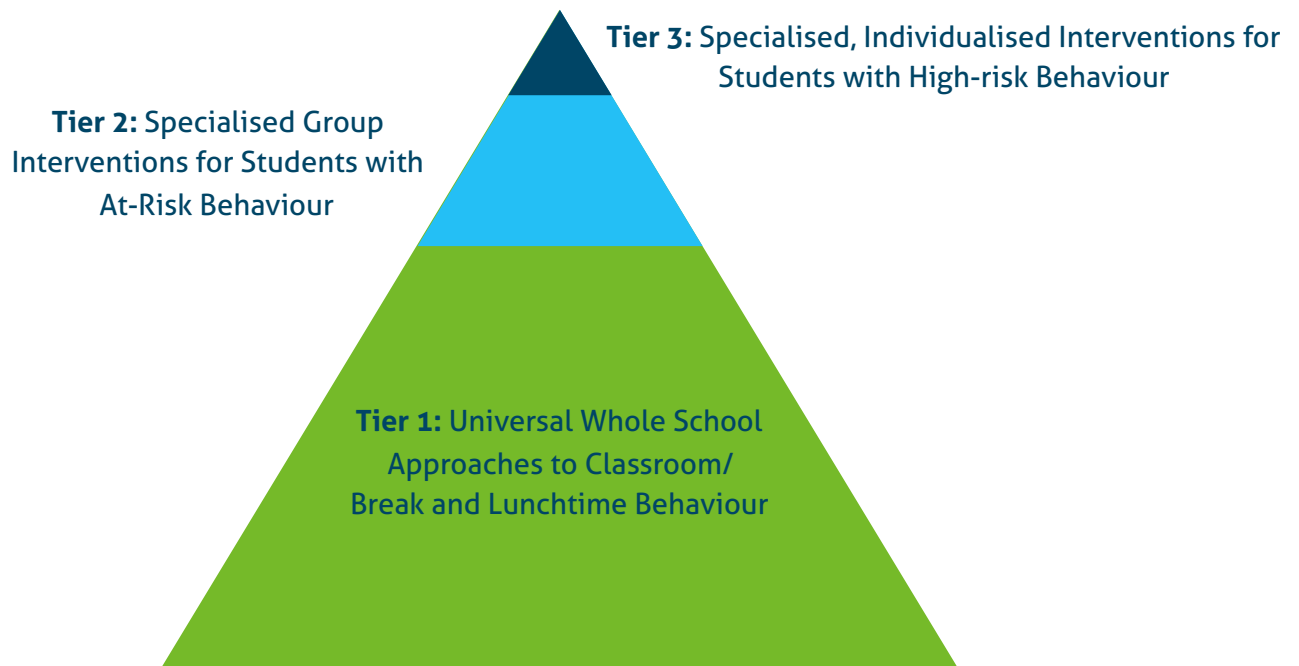 Tier 3: Specialised, Individualised Interventions for
Students with High-risk Behaviour
Tier 2: Specialised Group
Interventions for Students with
At-Risk Behaviour
Tier 1: Universal Whole School
Approaches to Classroom/
Break and Lunchtime Behaviour